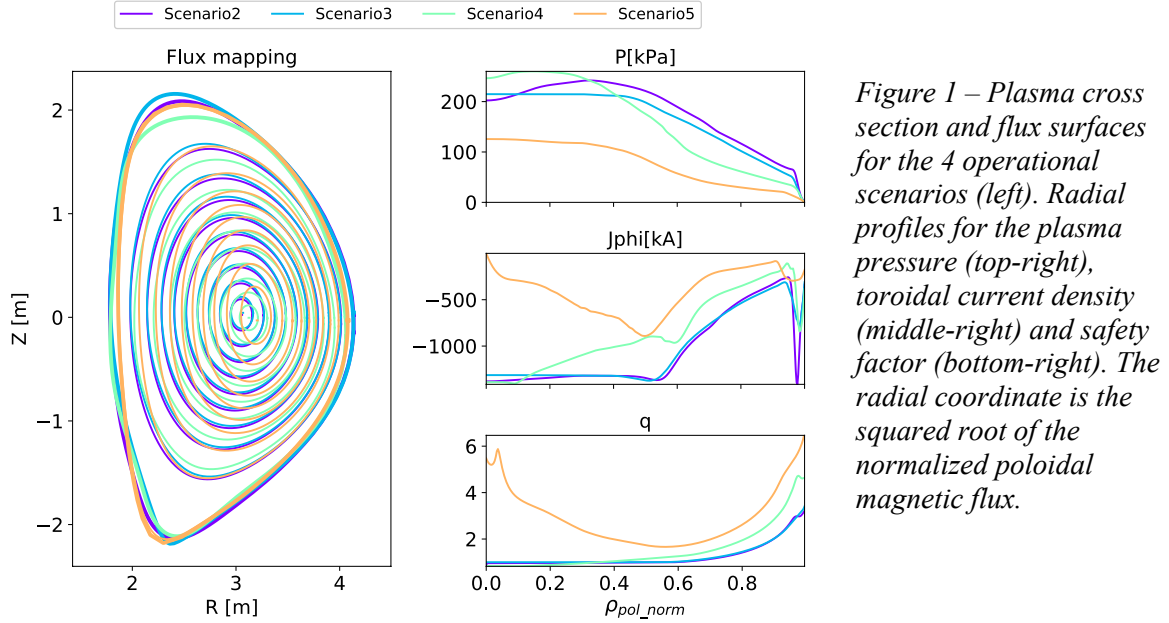 Scenario2 Scenario3 Scenario4 Scenario5
Flux mapping
Z [m]
2
1
0
−1
−2
2 3 4
R [m]
P[kPa]
200
100
0
Jphi[kA]
−500
−1000
q
6
4
2
0.0 0.2 0.4 0.6 0.8
ρpol_norm
Figure 1 – Plasma cross
section and flux surfaces
for the 4 operational
scenarios (left). Radial
profiles for the plasma
pressure (top-right),
toroidal current density
(middle-right) and safety
factor (bottom-right). The
radial coordinate is the
squared root of the
normalized poloidal
magnetic flux.